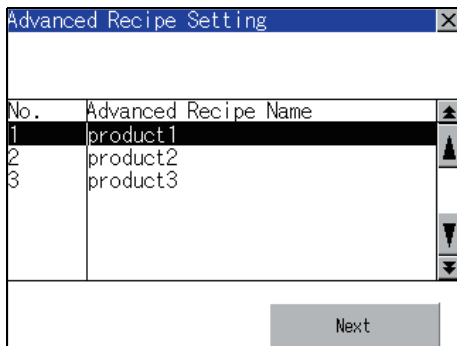 Advanced Recipe Setting
No. Advanced Recipe Name
1 product1
2 product2
3 product3
Next